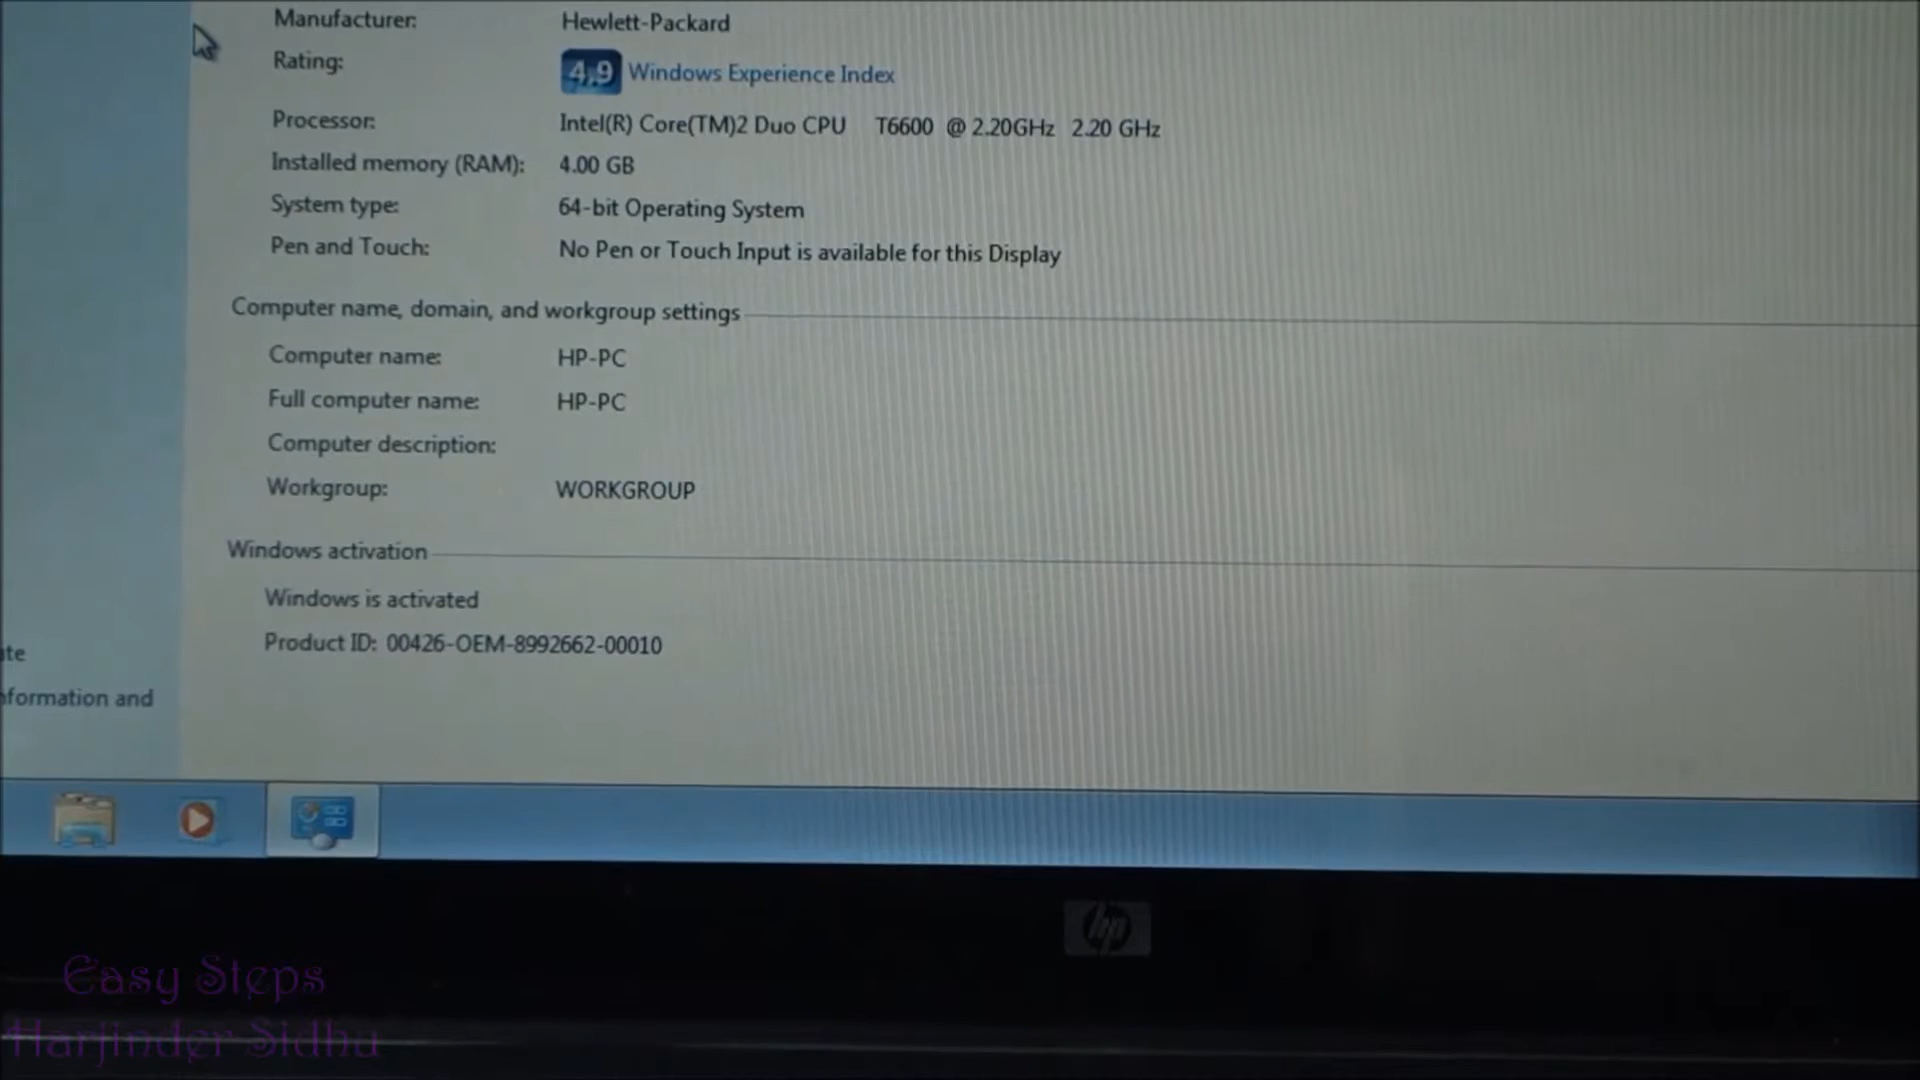 Manufacturer: Hewlett-Packard
Rating: 4,9 Windows Experience Index
Processor: Intel(R) Core(TM)2 Duo CPU T6600 @ 2.20GHz 2.20 GHz
Installed memory (RAM): 4.00 GB
System type: 64-bit Operating System
Pen and Touch: No Pen or Touch Input is available for this Display
Computer name, domain, and workgroup settings
Computer name: HP-PC
Full computer name: HP-PC
Computer description:
Workgroup: WORKGROUP
Windows activation
Windows is activated
Product ID: 00426-OEM-8992662-00010
nformation and
hp
Easy Steps
Harjinder Sidhu